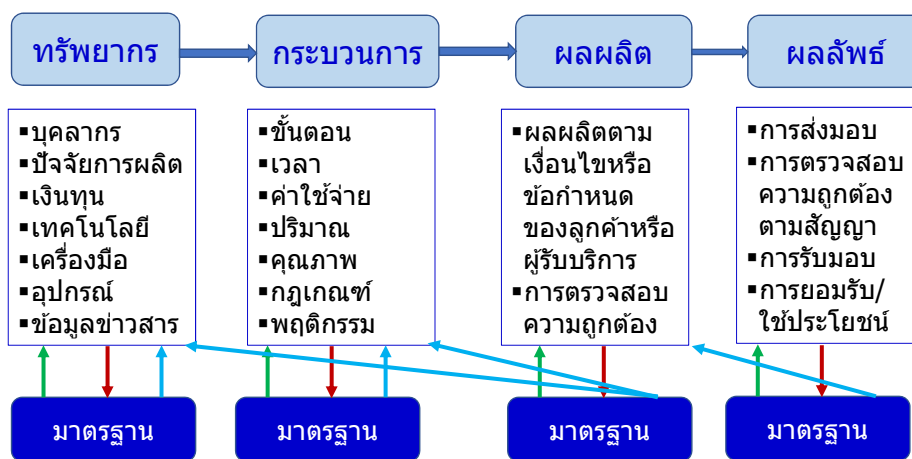 ทรัพยากร
กระบวนการ
ผลผลิต
ผลลัพธ์
▪บุคลากร
▪ปัจจัยการผลิต
▪เงินทุน
▪เทคโนโลยี
▪เครื่องมือ
▪อุปกรณ์
▪ข้อมูลข่าวสาร
▪ขั้นตอน
▪เวลา
▪ค่าใช้จ่าย
▪ปริมาณ
▪คุณภาพ
▪กฎเกณฑ์
▪พฤติกรรม
▪ผลผลิตตาม
เงื่อนไขหรือ
ข้อกำหนด
ของลูกค้าหรือ
ผู้รับบริการ
▪การตรวจสอบ
ความถูกต้อง
▪การส่งมอบ
▪การตรวจสอบ
ความถูกต้อง
ตามสัญญา
▪การรับมอบ
▪การยอมรับ/
ใช้ประโยชน์
มาตรฐาน
มาตรฐาน
มาตรฐาน
มาตรฐาน